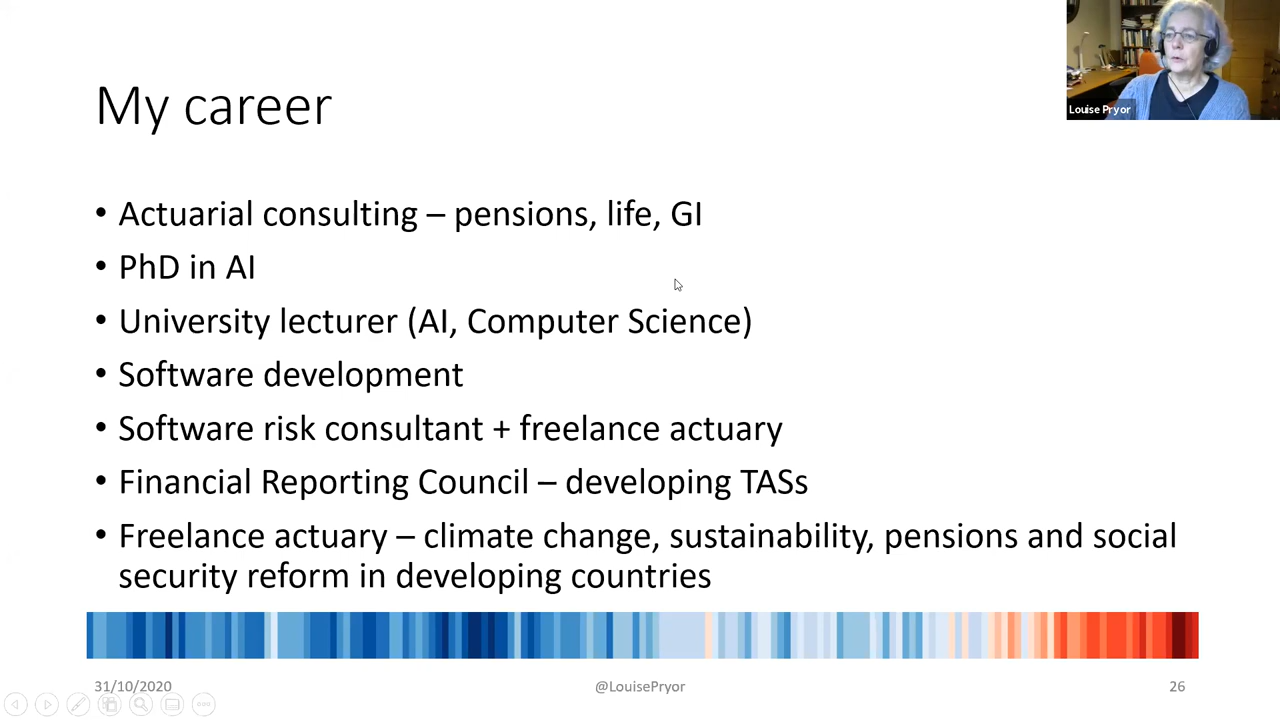 Louise Pryor
My career
• Actuarial consulting – pensions, life, GI
• PhD in AI
• University lecturer (AI, Computer Science)
• Software development
• Software risk consultant + freelance actuary
• Financial Reporting Council – developing TASs
• Freelance actuary – climate change, sustainability, pensions and social
security reform in developing countries
31/10/2020
@LouisePryor
26